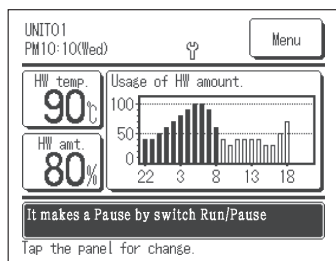 UNIT01
PM10:10(Wed)
Menu
HW temp.
90℃
Usage of HW amount.
100
50
0
22 3 8 13 18
HW amt.
80%
It makes a Pause by switch Run/Pause
Tap the panel for change.